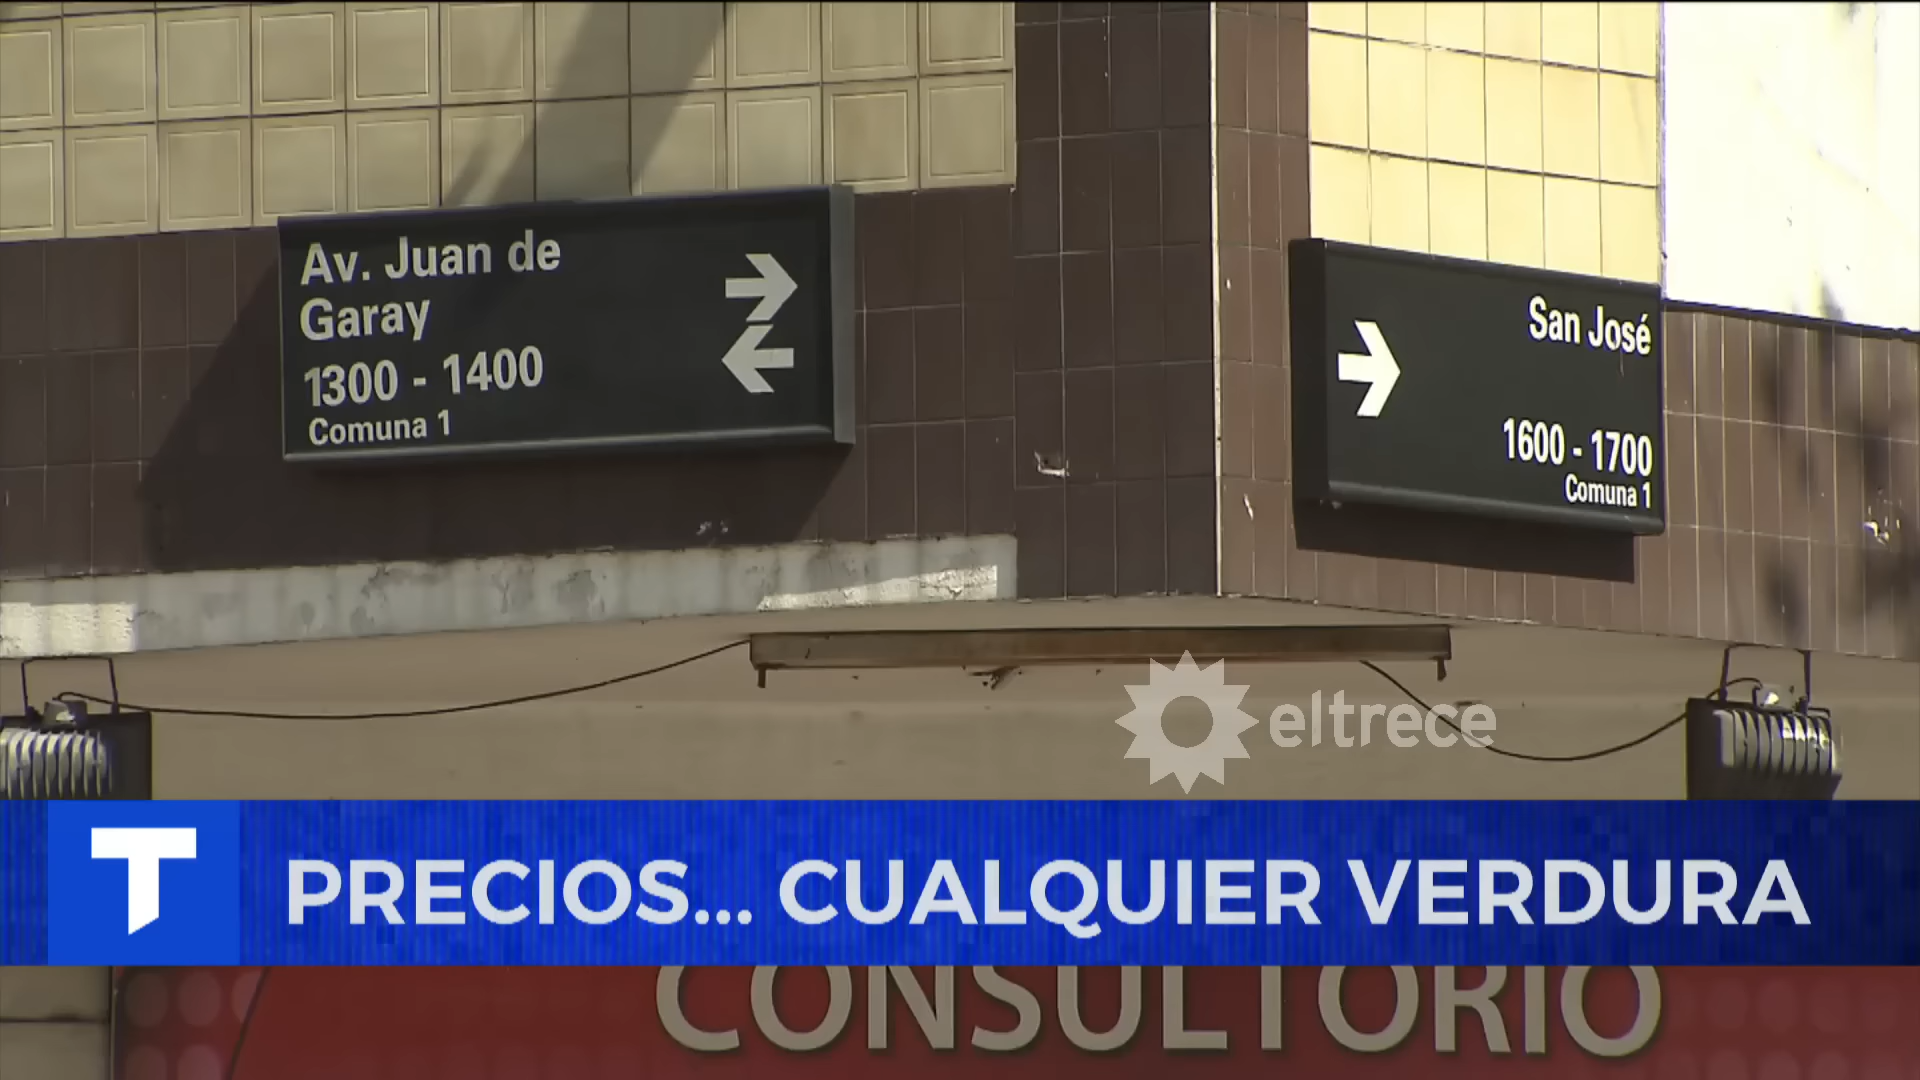 Av. Juan de
Garay
1300 - 1400
Comuna 1
San José
1600 - 1700
Comuna 1
eltrece
T PRECIOS... CUALQUIER VERDURA
CONSULTORIO